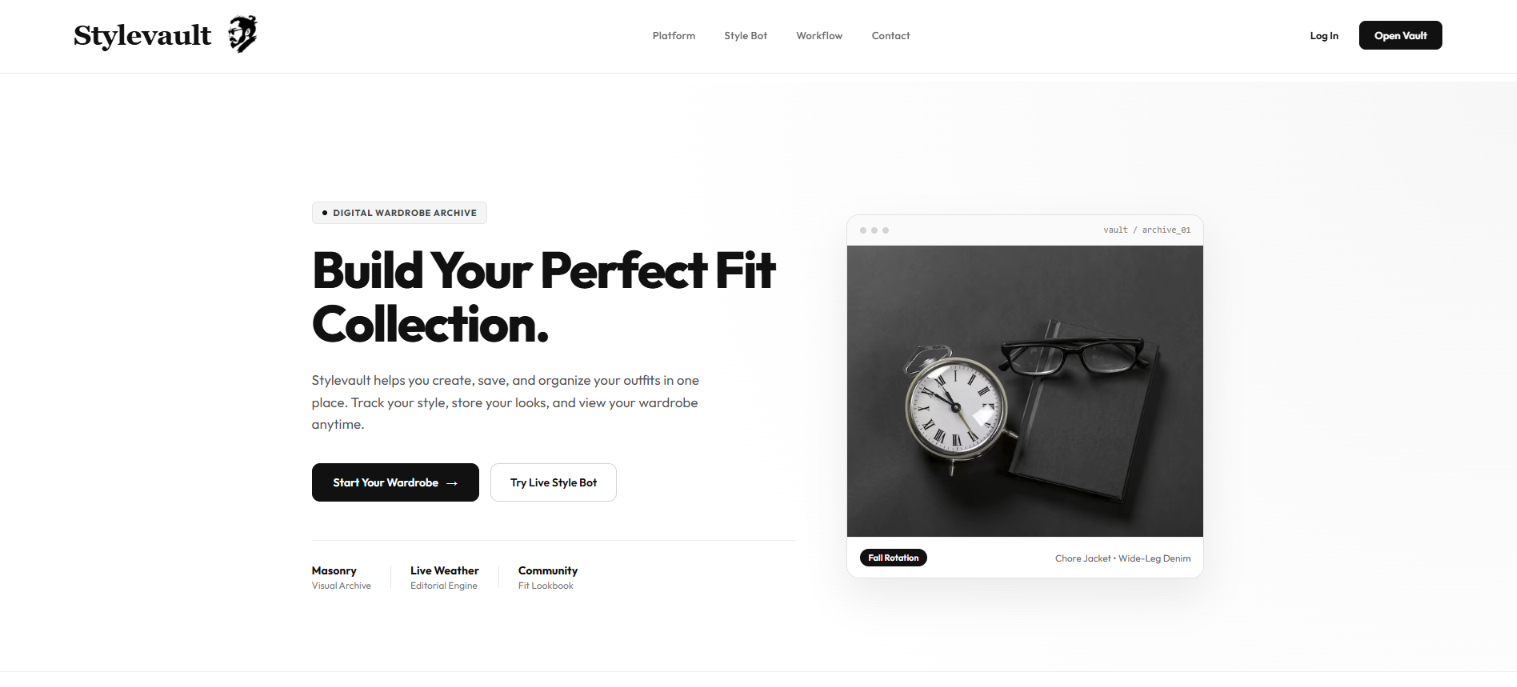 Stylevault
Platform
Style Bot
Workflow
Contact
Log In
Open Vault
DIGITAL WARDROBE ARCHIVE
Build Your Perfect Fit
Collection.
Stylevault helps you create, save, and organize your outfits in one
place. Track your style, store your looks, and view your wardrobe
anytime.
Start Your Wardrobe →
Try Live Style Bot
Masonry
Visual Archive
Live Weather
Editorial Engine
Community
Fit Lookbook
vault / archive_01
Fall Rotation
Chore Jacket • Wide-Leg Denim